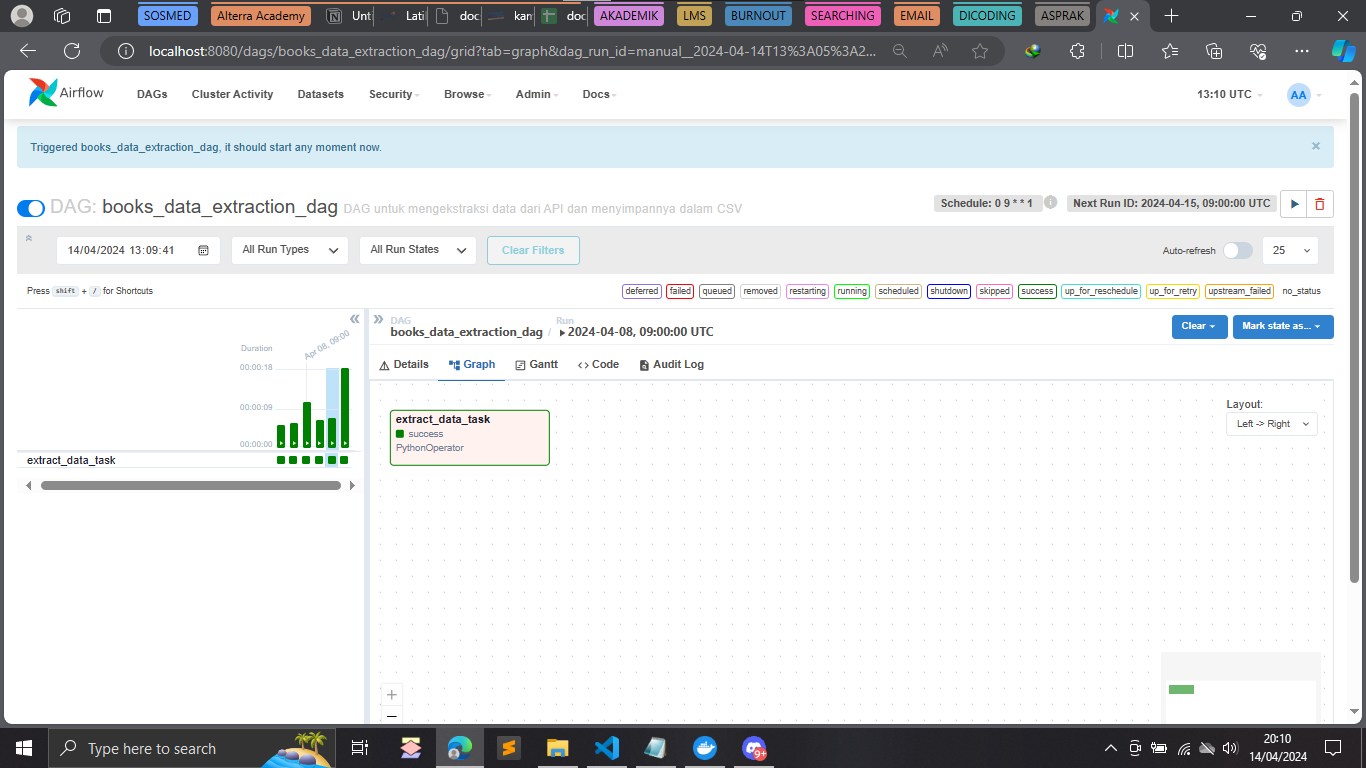 SOSMED
Alterra Academy
Unt
Lati
doc
kan
doc
AKADEMIK
LMS
BURNOUT
SEARCHING
EMAIL
DICODING
ASPRAK
localhost:8080/dags/books_data_extraction_dag/grid?tab=graph&dag_run_id=manual__2024-04-14T13%3A05%3A2...
Airflow
DAGs
Cluster Activity
Datasets
Security
Browse
Admin
Docs
13:10 UTC
AA
Triggered books_data_extraction_dag, it should start any moment now.
×
DAG: books_data_extraction_dag DAG untuk mengekstraksi data dari API dan menyimpannya dalam CSV
Schedule: 0 9 * * 1
Next Run ID: 2024-04-15, 09:00:00 UTC
14/04/2024 13:09:41
All Run Types
All Run States
Clear Filters
Auto-refresh
25
Press shift + / for Shortcuts
deferred
failed
queued
removed
restarting
running
scheduled
shutdown
skipped
success
up_for_reschedule
up_for_retry
upstream_failed
no_status
Duration
Apr 08, 09:00
00:00:18
00:00:09
00:00:00
extract_data_task
DAG
books_data_extraction_dag /
Run
2024-04-08, 09:00:00 UTC
Clear
Mark state as...
Details
Graph
Gantt
Code
Audit Log
extract_data_task
success
PythonOperator
Layout:
Left -> Right
Type here to search
9+
20:10
14/04/2024